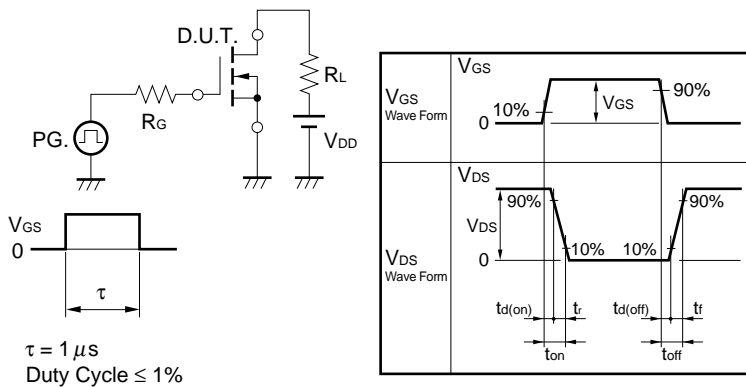 D.U.T.
RL
RG
PG.
VDD
VGS
0
τ
τ = 1 μs
Duty Cycle ≤ 1%
VGS
Wave Form
VGS
10%
VGS
90%
0
VDS
Wave Form
VDS
90%
VDS
90%
10%
10%
0
td(on)
tr
td(off)
tf
ton
toff